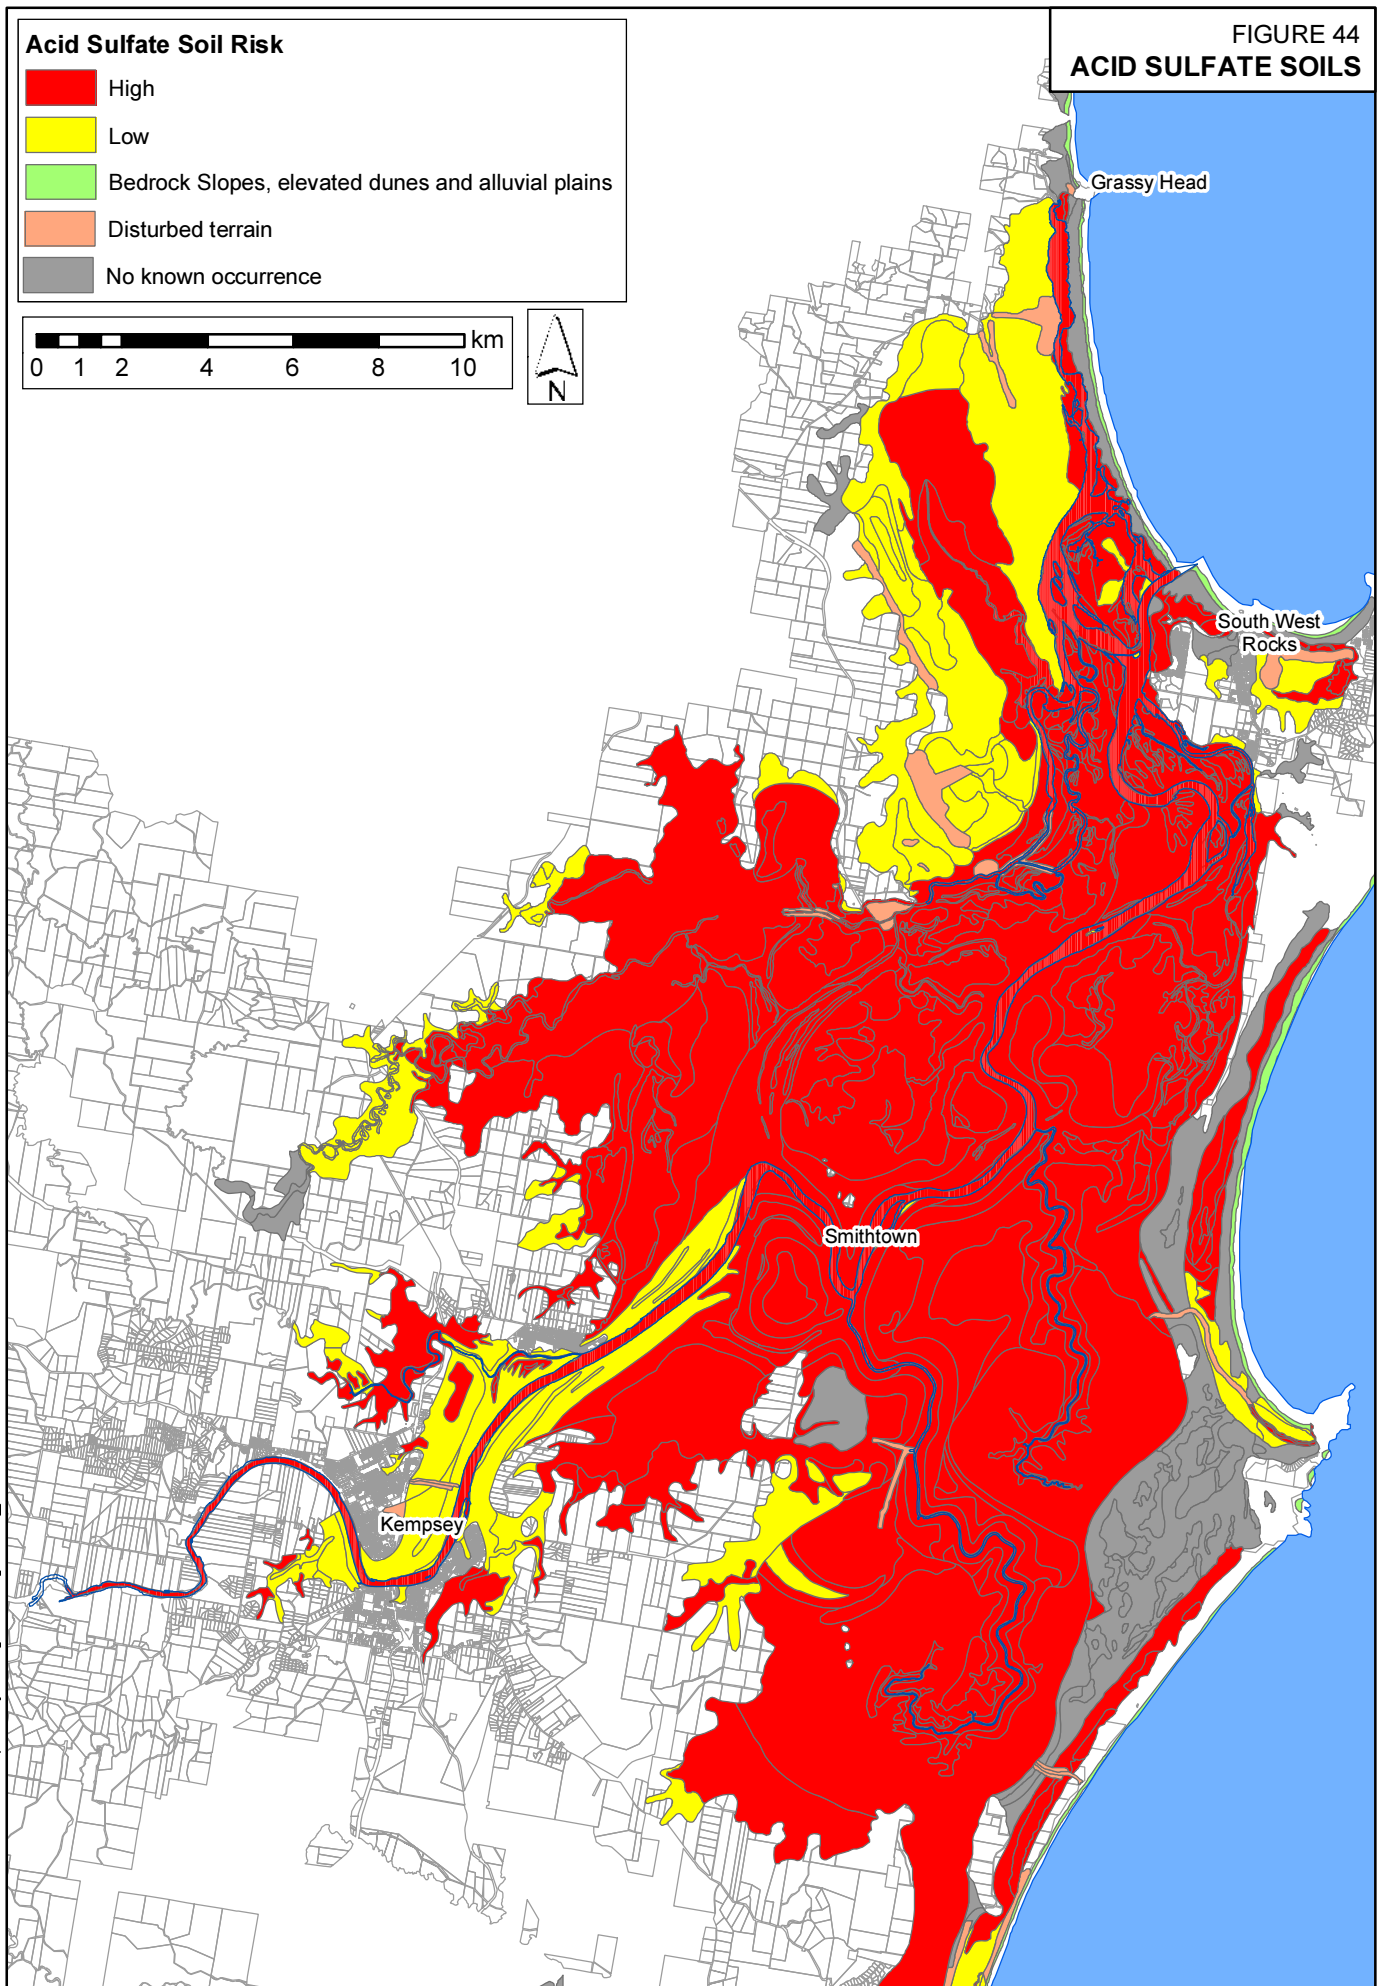 FIGURE 44
ACID SULFATE SOILS
Acid Sulfate Soil Risk
High
Low
Bedrock Slopes, elevated dunes and alluvial plains
Disturbed terrain
No known occurrence
km
0 1 2 4 6 8 10
N
Grassy Head
South West
Rocks
Smithtown
Kempsey